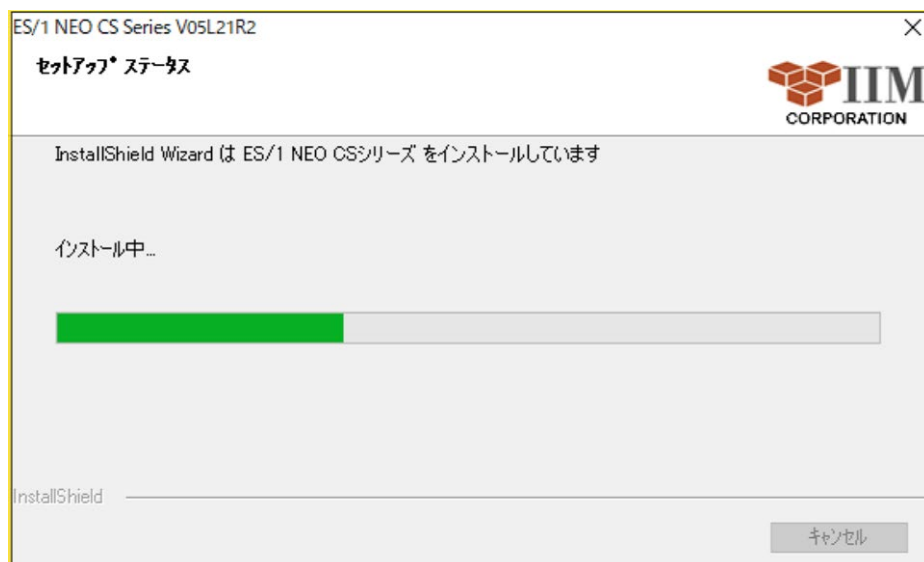 ES/1 NEO CS Series V05L21R2
セットアップ ステータス
IIM
CORPORATION
InstallShield Wizard は ES/1 NEO CSシリーズ をインストールしています
インストール中...
InstallShield
キャンセル